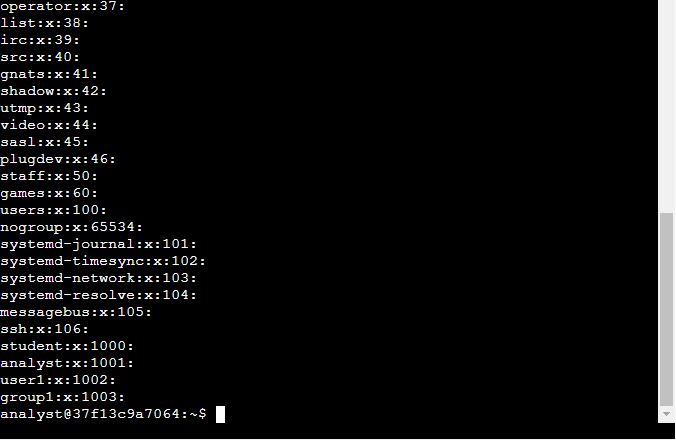 operator:x:37:
list:x:38:
irc:x:39:
src:x:40:
gnats:x:41:
shadow:x:42:
utmp:x:43:
video:x:44:
sasl:x:45:
plugdev:x:46:
staff:x:50:
games:x:60:
users:x:100:
nogroup:x:65534:
systemd-journal:x:101:
systemd-timesync:x:102:
systemd-network:x:103:
systemd-resolve:x:104:
messagebus:x:105:
ssh:x:106:
student:x:1000:
analyst:x:1001:
user1:x:1002:
group1:x:1003:
analyst@37f13c9a7064:~$